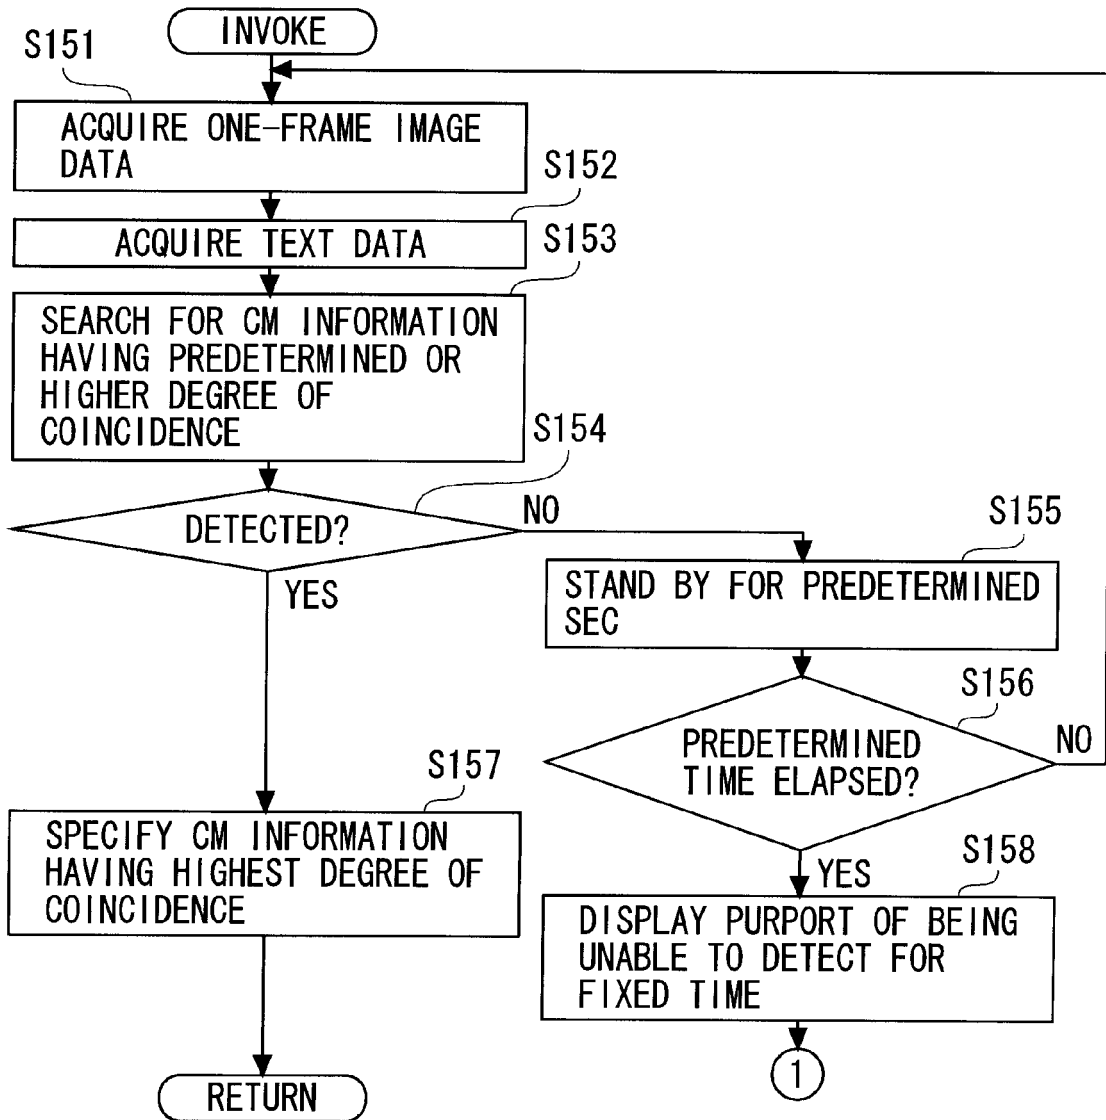 INVOKE
S151
ACQUIRE ONE-FRAME IMAGE
DATA
S152
ACQUIRE TEXT DATA
S153
SEARCH FOR CM INFORMATION
HAVING PREDETERMINED OR
HIGHER DEGREE OF
COINCIDENCE
S154
DETECTED?
NO
YES
S155
STAND BY FOR PREDETERMINED
SEC
S156
PREDETERMINED
TIME ELAPSED?
NO
YES
S157
SPECIFY CM INFORMATION
HAVING HIGHEST DEGREE OF
COINCIDENCE
S158
DISPLAY PURPORT OF BEING
UNABLE TO DETECT FOR
FIXED TIME
1
RETURN